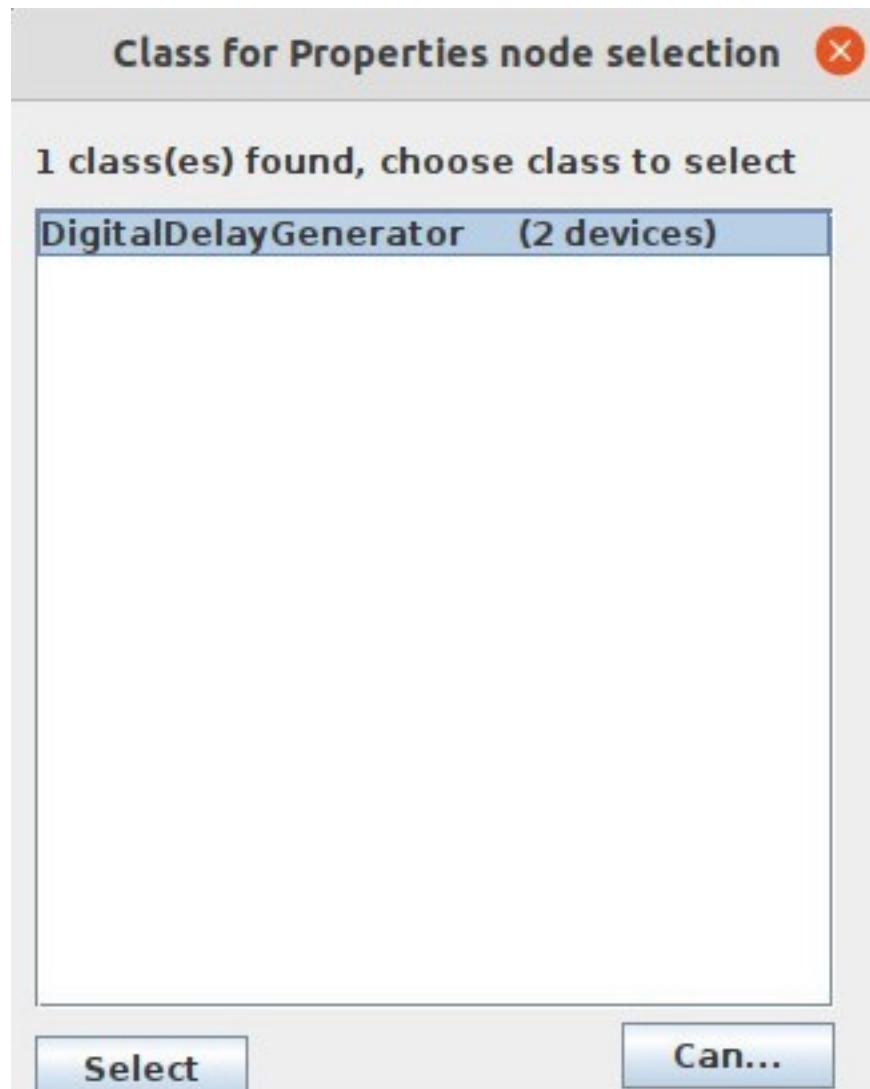 Class for Properties node selection
1 class(es) found, choose class to select
DigitalDelayGenerator (2 devices)
Select
Can...